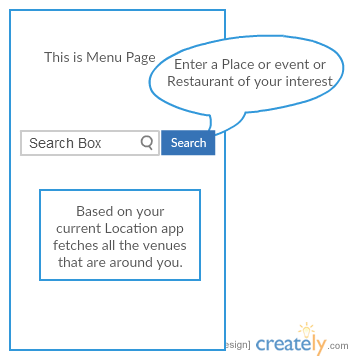 This is Menu Page
Enter a Place or event or
Restaurant of your interest
Search Box
Search
Based on your
current Location app
fetches all the venues
that are around you.
esign]
creately.com